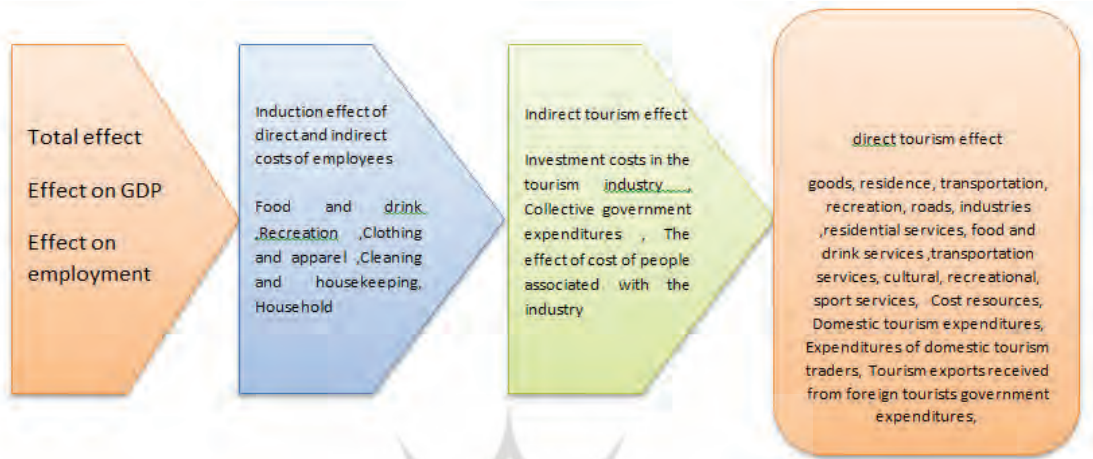 Total effect
Effect on GDP
Effect on
employment
Induction effect of
direct and indirect
costs of employees
Food and drink
,Recreation ,Clothing
and apparel ,Cleaning
and housekeeping,
Household
Indirect tourism effect
Investment costs in the
tourism industry ,
Collective government
expenditures , The
effect of cost of people
associated with the
industry
direct tourism effect
goods, residence, transportation,
recreation, roads, industries
,residential services, food and
drink services ,transportation
services, cultural, recreational,
sport services, Cost resources,
Domestic tourism expenditures,
Expenditures of domestic tourism
traders, Tourism exports received
from foreign tourists government
expenditures,